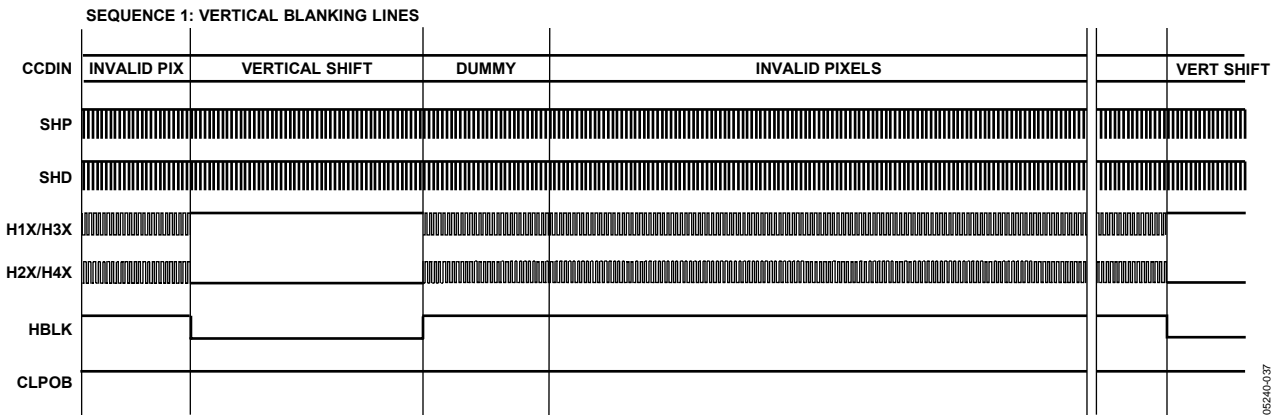 SEQUENCE 1: VERTICAL BLANKING LINES
CCDIN INVALID PIX VERTICAL SHIFT DUMMY INVALID PIXELS VERT SHIFT
SHP
SHD
H1X/H3X
H2X/H4X
HBLK
CLPOB
05240-037